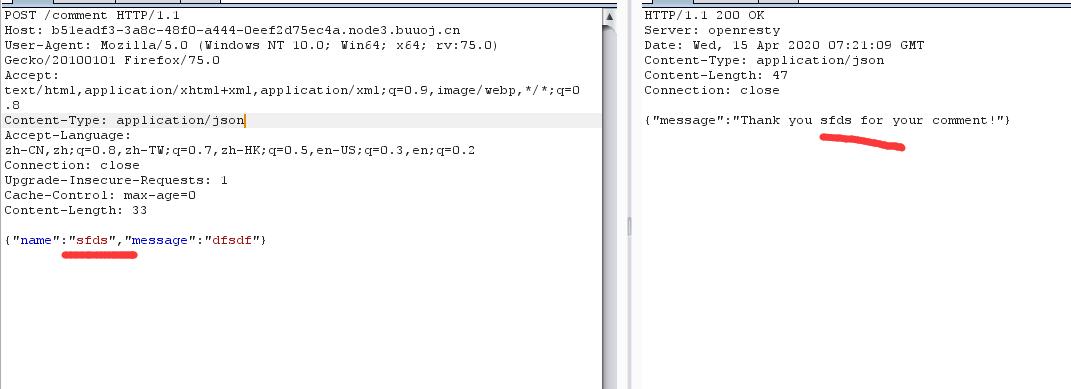 POST /comment HTTP/1.1
Host: b51eadf3-3a8c-48f0-a444-0eef2d75ec4a.node3.buuoj.cn
User-Agent: Mozilla/5.0 (Windows NT 10.0; Win64; x64; rv:75.0)
Gecko/20100101 Firefox/75.0
Accept:
text/html,application/xhtml+xml,application/xml;q=0.9,image/webp,*/*;q=0
.8
Content-Type: application/json
Accept-Language:
zh-CN,zh;q=0.8,zh-TW;q=0.7,zh-HK;q=0.5,en-US;q=0.3,en;q=0.2
Connection: close
Upgrade-Insecure-Requests: 1
Cache-Control: max-age=0
Content-Length: 33
{"name":"sfds","message":"dfsdf"}
HTTP/1.1 200 OK
Server: openresty
Date: Wed, 15 Apr 2020 07:21:09 GMT
Content-Type: application/json
Content-Length: 47
Connection: close
{"message":"Thank you sfds for your comment!"}